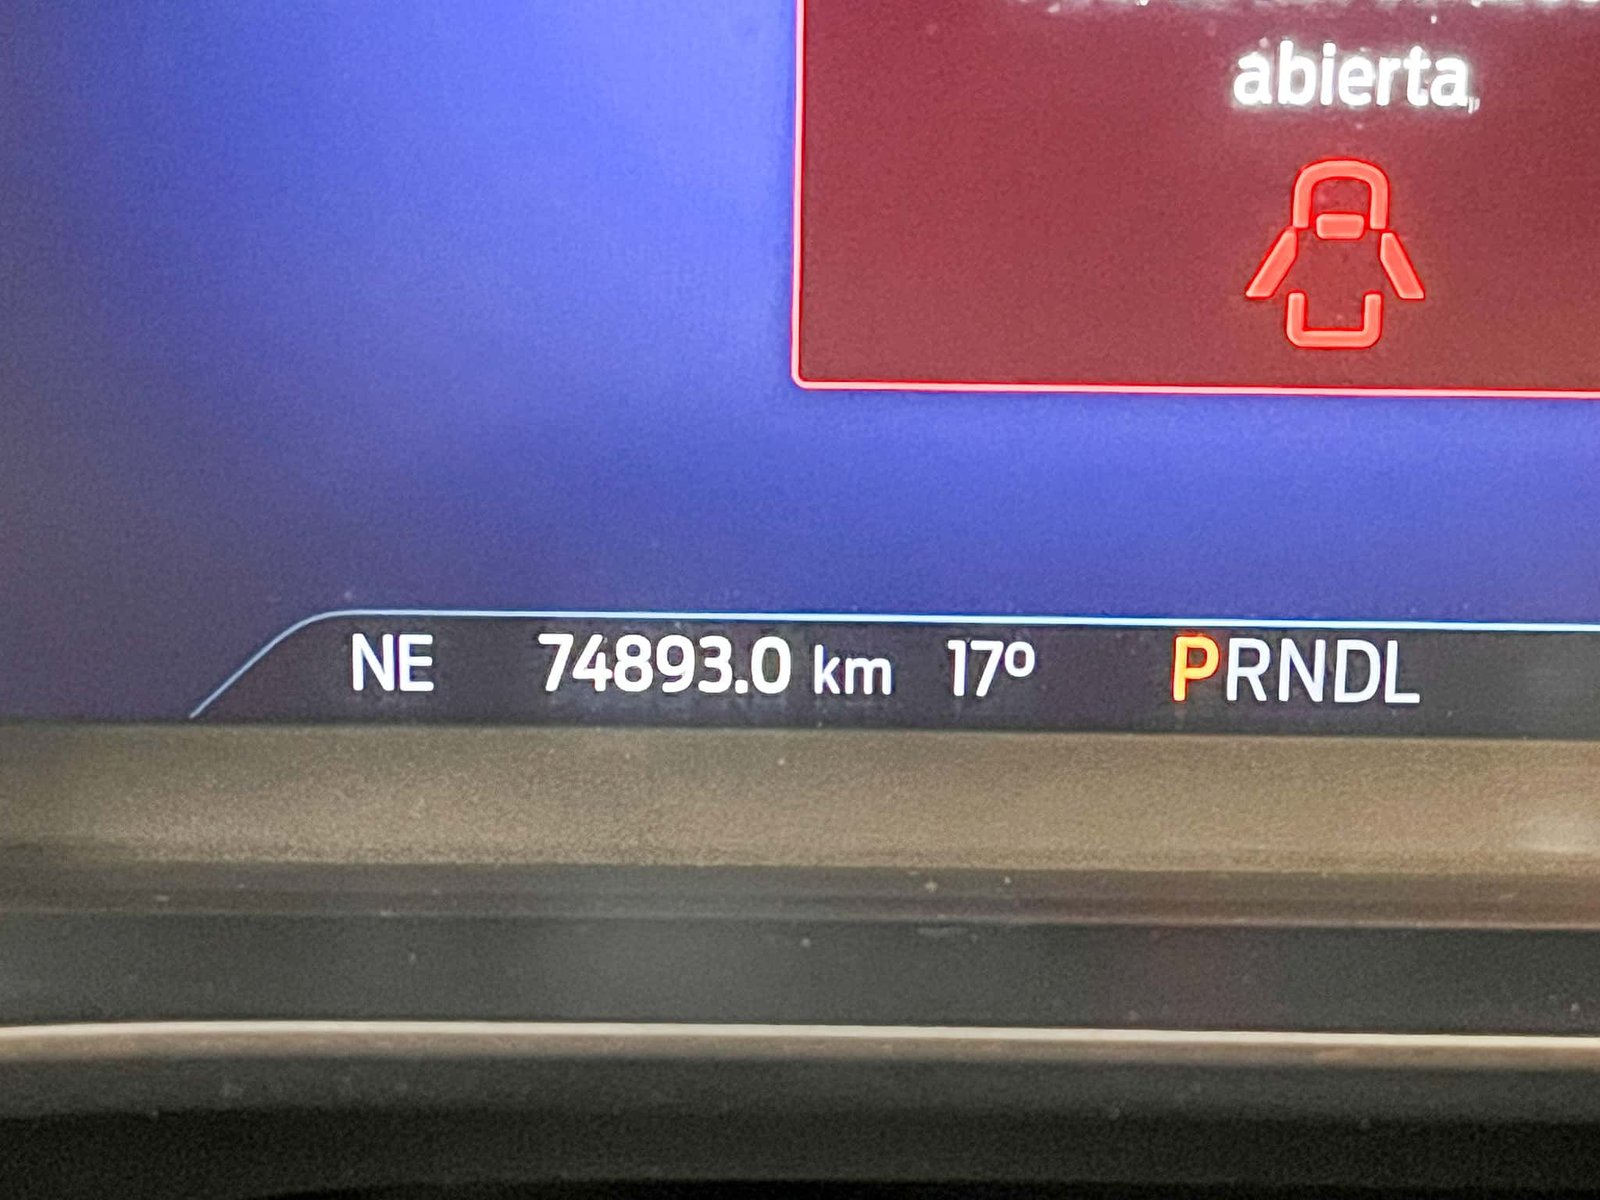 abierta
NE 74893.0 km 17º PRNDL